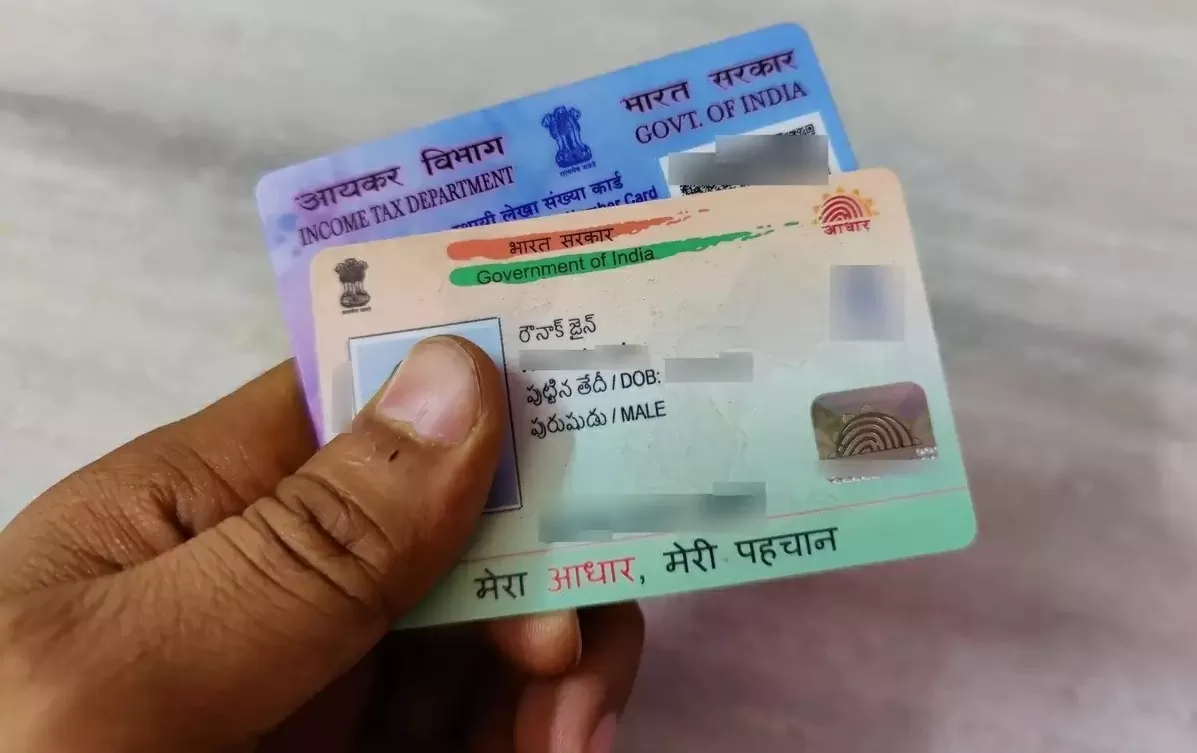 आयकर विभाग
INCOME TAX DEPARTMENT
भारत सरकार
GOVT. OF INDIA
लेखा संख्या कार्ड
Card
भारत सरकार
Government of India
आधार
రౌనాక్ జైన్
పుట్టిన తేదీ / DOB:
పురుషుడు / MALE
मेरा आधार, मेरी पहचान